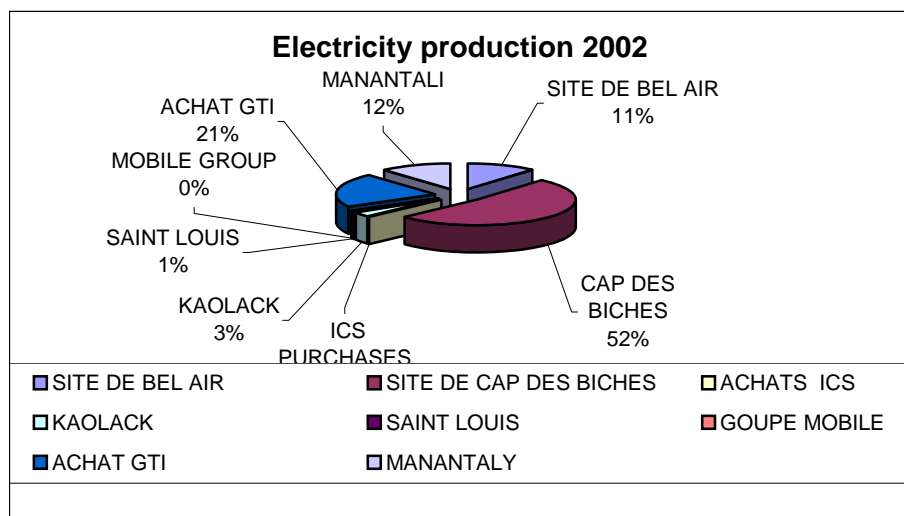 Electricity production 2002
MANANTALI
12%
SITE DE BEL AIR
11%
ACHAT GTI
21%
MOBILE GROUP
0%
SAINT LOUIS
1%
KAOLACK
3%
ICS
PURCHASES
CAP DES
BICHES
52%
SITE DE BEL AIR
SITE DE CAP DES BICHES
ACHATS ICS
KAOLACK
SAINT LOUIS
GOUPE MOBILE
ACHAT GTI
MANANTALY